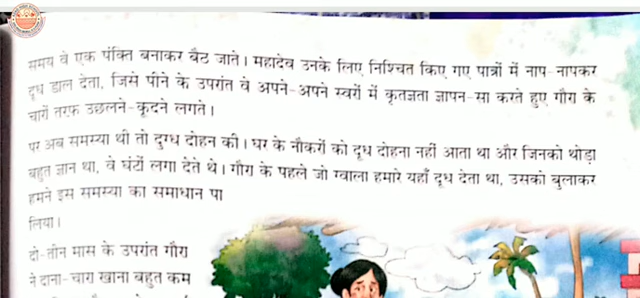 समय वे एक पंक्ति बनाकर बैठ जाते। महादेव उनके लिए निश्चित किए गए पात्रों में नाप-नापकर
दूध डाल देता, जिसे पीने के उपरांत वे अपने-अपने स्वरों में कृतज्ञता ज्ञापन-सा करते हुए गौरा के
चारों तरफ उछलने-कूदने लगते।
पर अब समस्या थी तो दुग्ध दोहन की। घर के नौकरों को दूध दोहना नहीं आता था और जिनको थोड़ा
बहुत ज्ञान था, वे घंटों लगा देते थे। गौरा के पहले जो ग्वाला हमारे यहाँ दूध देता था, उसको बुलाकर
हमने इस समस्या का समाधान पा
लिया।
दो-तीन मास के उपरांत गौरा
ने दाना-चारा खाना बहुत कम